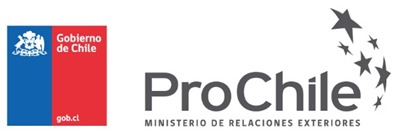 Gobierno
de Chile
gob.cl
ProChile
MINISTERIO DE RELACIONES EXTERIORES